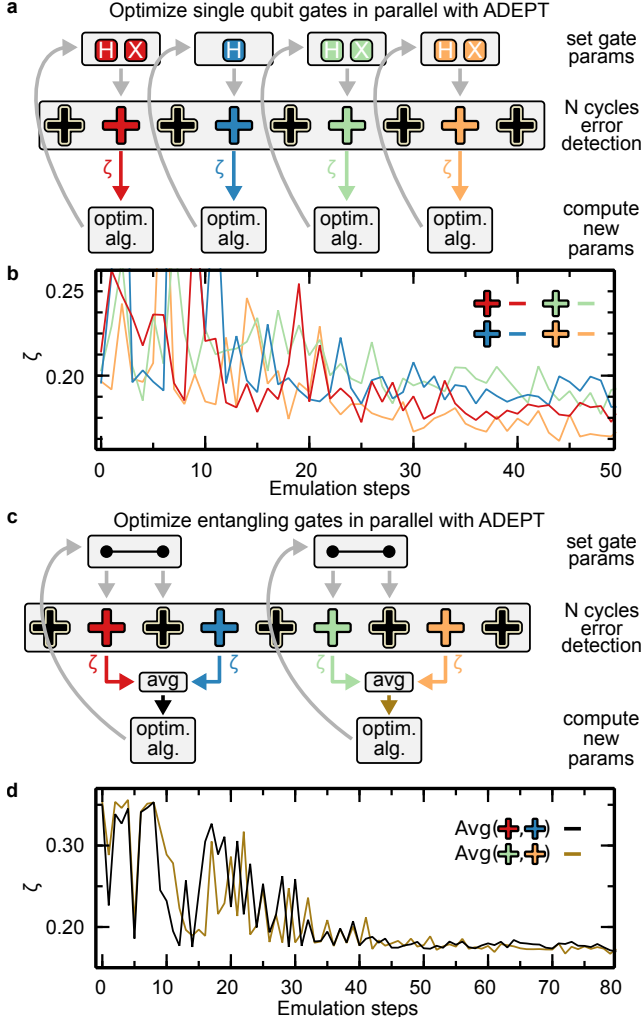 a
Optimize single qubit gates in parallel with ADEPT
H X H H X H X
set gate
params
N cycles
error
detection
ζ ζ ζ ζ
optim.
alg.
optim.
alg.
optim.
alg.
optim.
alg.
compute
new
params
b
0.25
0.20
ζ
0 10 20 30 40 50
Emulation steps
c
Optimize entangling gates in parallel with ADEPT
set gate
params
N cycles
error
detection
ζ ζ ζ ζ
avg avg
optim.
alg.
optim.
alg.
compute
new
params
d
0.30
0.20
ζ
Avg( , )
Avg( , )
0 10 20 30 40 50 60 70 80
Emulation steps